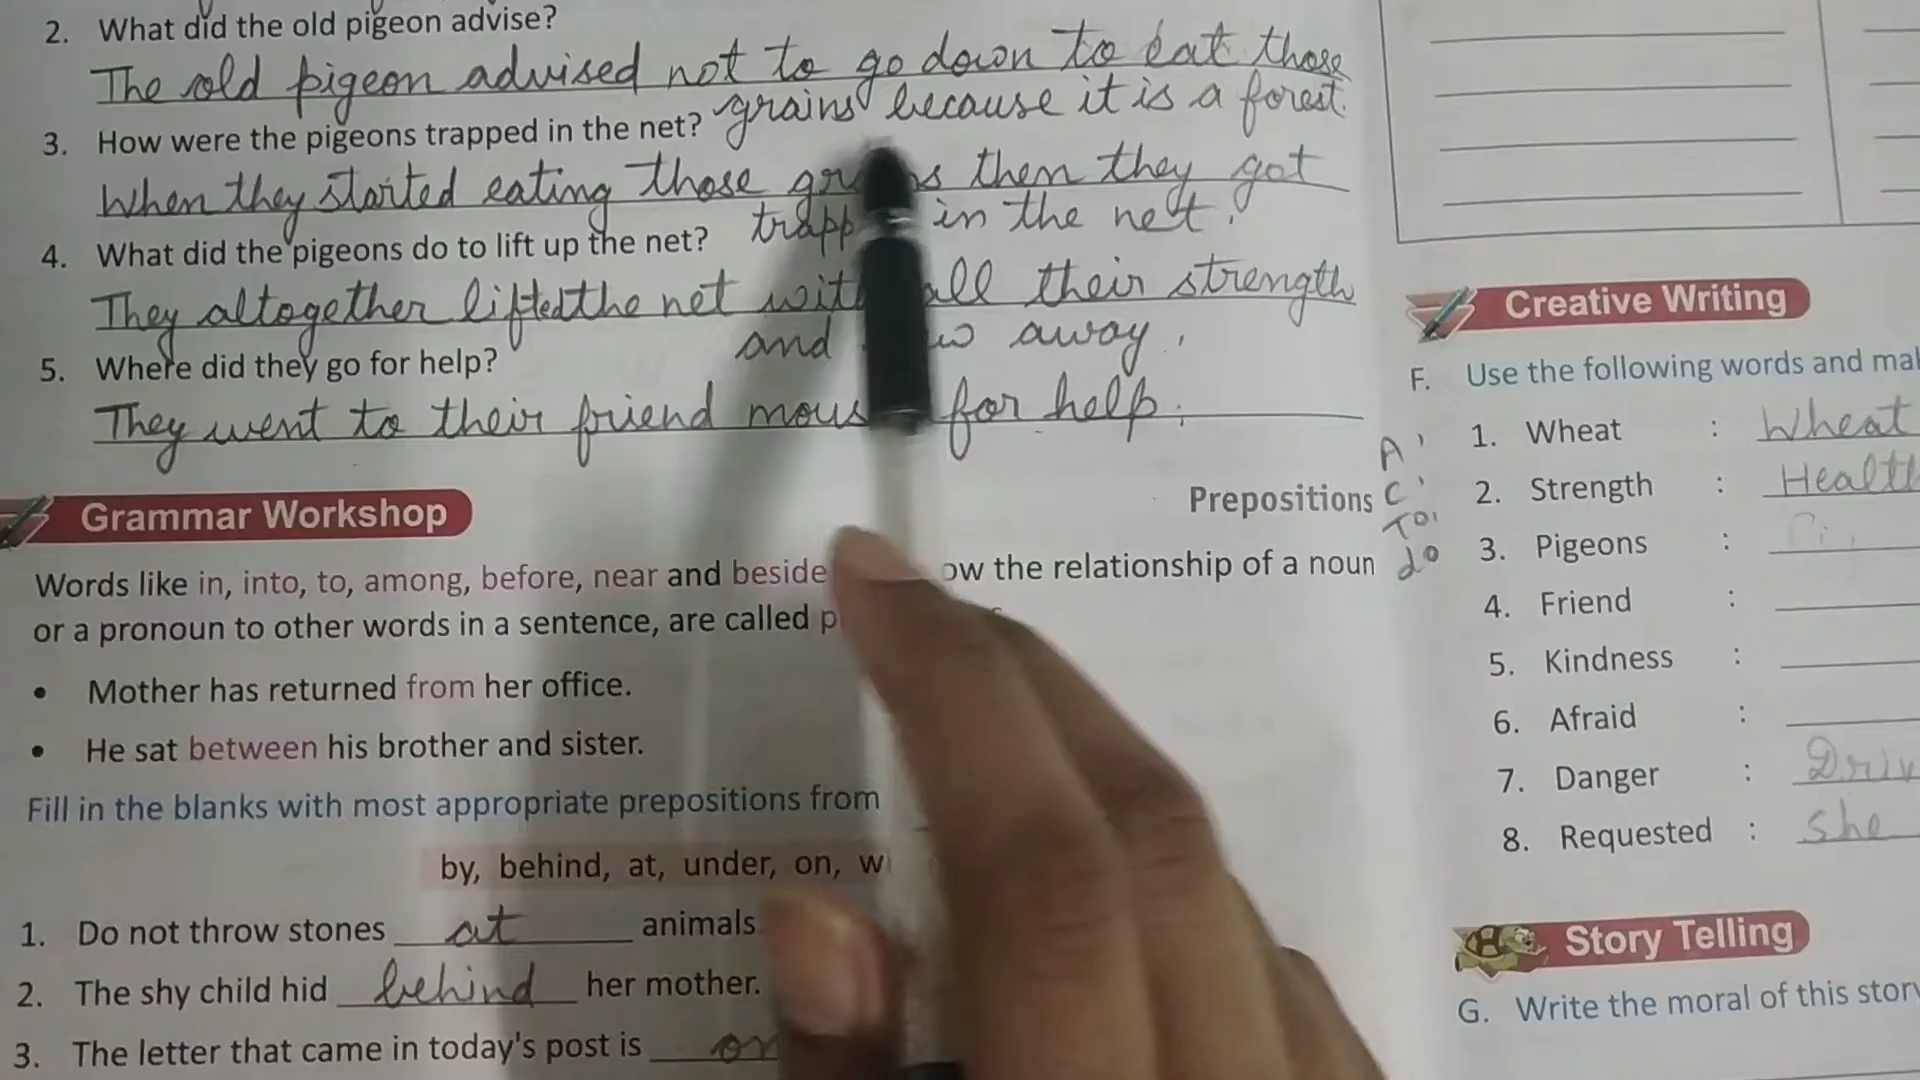 2. What did the old pigeon advise?
The old pigeon advised not to go down to eat those
grains because it is a forest.
3. How were the pigeons trapped in the net?
When they started eating those then they got
in the net.
4. What did the pigeons do to lift up the net?
They altogether lifted the net all their strength
and away.
5. Where did they go for help?
They went to their friend for help.
Grammar Workshop
Prepositions
Words like in, into, to, among, before, near and beside the relationship of a noun
or a pronoun to other words in a sentence, are called
• Mother has returned from her office.
• He sat between his brother and sister.
Fill in the blanks with most appropriate prepositions from
by, behind, at, under, on,
1. Do not throw stones at animals
2. The shy child hid behind her mother.
3. The letter that came in today's post is on
A'
C'
To'
do
Creative Writing
F. Use the following words and
1. Wheat : Wheat
2. Strength :
3. Pigeons :
4. Friend :
5. Kindness :
6. Afraid :
7. Danger :
8. Requested : She
Story Telling
G. Write the moral of this story